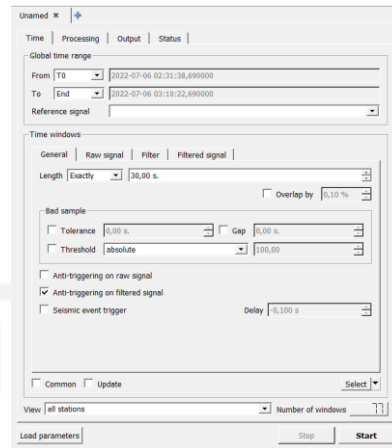 Unnamed
Time Processing Output Status
Global time range
From T0 2022-07-06 02:31:38,690000
To End 2022-07-06 03:10:22,690000
Reference signal
Time windows
General Raw signal Filter Filtered signal
Length Exactly 30,00 s.
Overlap by 0,10 %
Bad sample
Tolerance 0,00 s. Gap 0,00 s.
Threshold absolute 100,00
Anti-triggering on raw signal
Anti-triggering on filtered signal
Seismic event trigger Delay -0,100 s
Common Update Select
View all stations Number of windows
Load parameters Stop Start